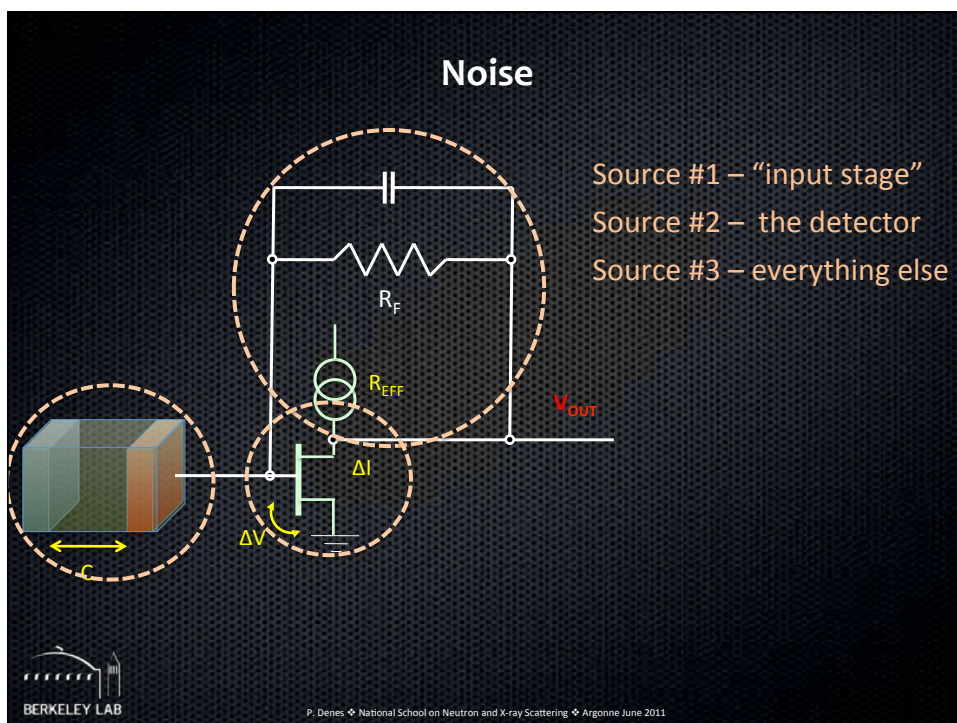 Noise
Source #1 – “input stage”
Source #2 – the detector
Source #3 – everything else
R_F
R_EFF
V_OUT
ΔI
ΔV
C
BERKELEY LAB
P. Denes ❖ National School on Neutron and X-ray Scattering ❖ Argonne June 2011